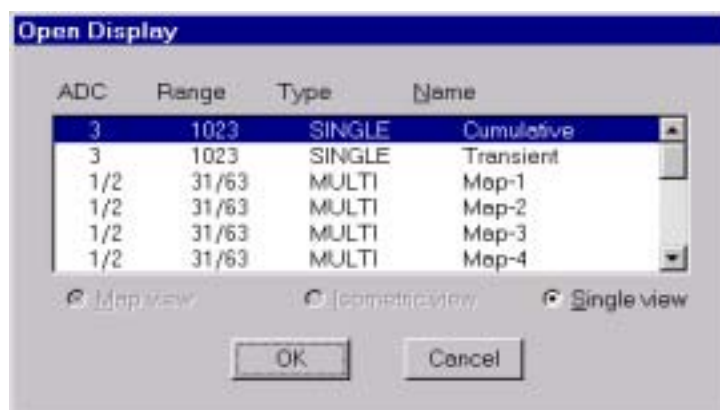 Open Display
ADC Range Type Name
3 1023 SINGLE Cumulative
3 1023 SINGLE Transient
1/2 31/63 MULTI Map-1
1/2 31/63 MULTI Map-2
1/2 31/63 MULTI Map-3
1/2 31/63 MULTI Map-4
Map view Isometric view Single view
OK Cancel